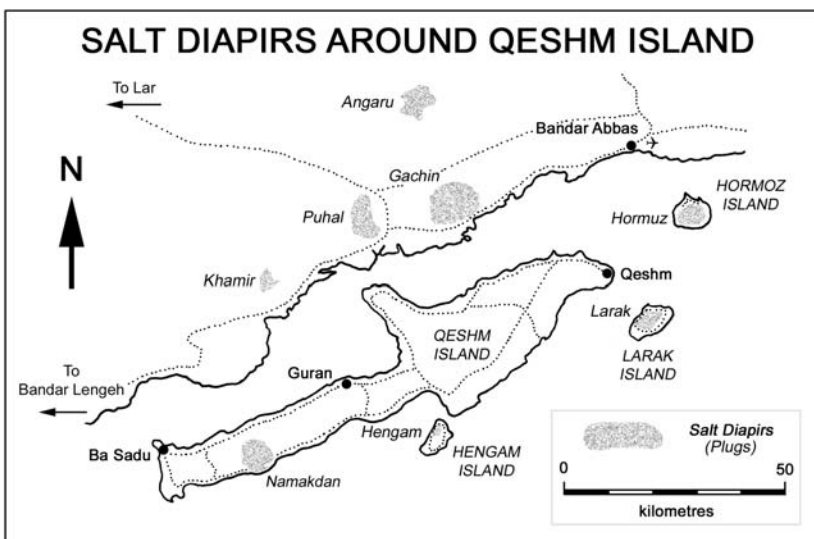 SALT DIAPIRS AROUND QESHM ISLAND
To Lar
Angaru
Bandar Abbas
N
Gachin
HORMOZ
ISLAND
Puhal
Hormuz
Khamir
Qeshm
QESHM
ISLAND
Larak
LARAK
ISLAND
To
Bandar Lengeh
Guran
Hengam
HENGAM
ISLAND
Ba Sadu
Namakdan
Salt Diapirs
(Plugs)
0 50
kilometres